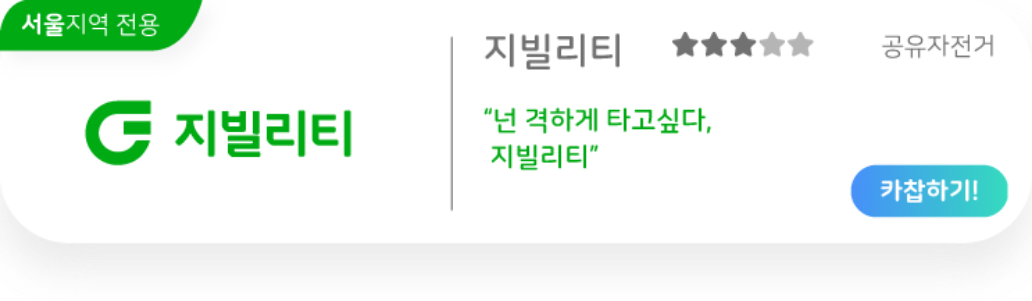 서울지역 전용
지빌리티
지빌리티 ★★★★★ 공유자전거
“넌 격하게 타고싶다,
지빌리티”
카찹하기!